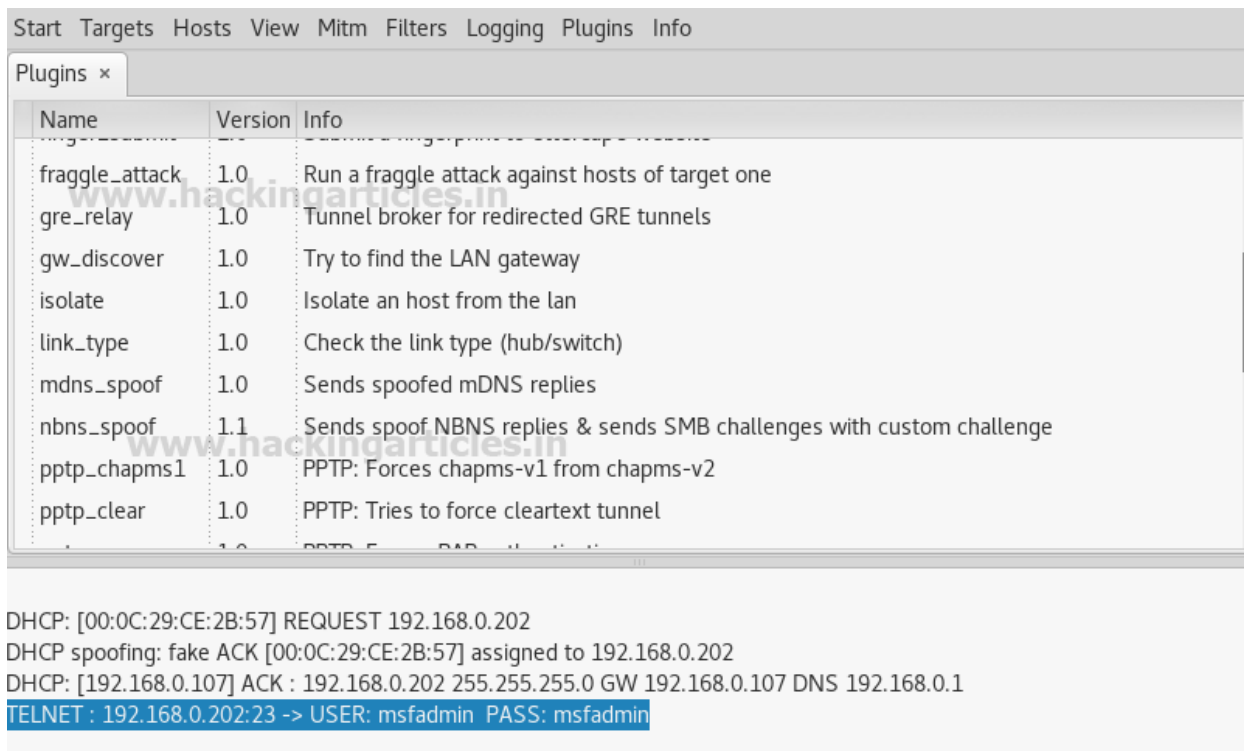 Start Targets Hosts View Mitm Filters Logging Plugins Info
Plugins ×
Name Version Info
fraggle_attack 1.0 Run a fraggle attack against hosts of target one
www.hackingarticles.in
gre_relay 1.0 Tunnel broker for redirected GRE tunnels
gw_discover 1.0 Try to find the LAN gateway
isolate 1.0 Isolate an host from the lan
link_type 1.0 Check the link type (hub/switch)
mdns_spoof 1.0 Sends spoofed mDNS replies
nbns_spoof 1.1 Sends spoof NBNS replies & sends SMB challenges with custom challenge
www.hackingarticles.in
pptp_chapms1 1.0 PPTP: Forces chapms-v1 from chapms-v2
pptp_clear 1.0 PPTP: Tries to force cleartext tunnel
DHCP: [00:0C:29:CE:2B:57] REQUEST 192.168.0.202
DHCP spoofing: fake ACK [00:0C:29:CE:2B:57] assigned to 192.168.0.202
DHCP: [192.168.0.107] ACK : 192.168.0.202 255.255.255.0 GW 192.168.0.107 DNS 192.168.0.1
TELNET : 192.168.0.202:23 -> USER: msfadmin PASS: msfadmin